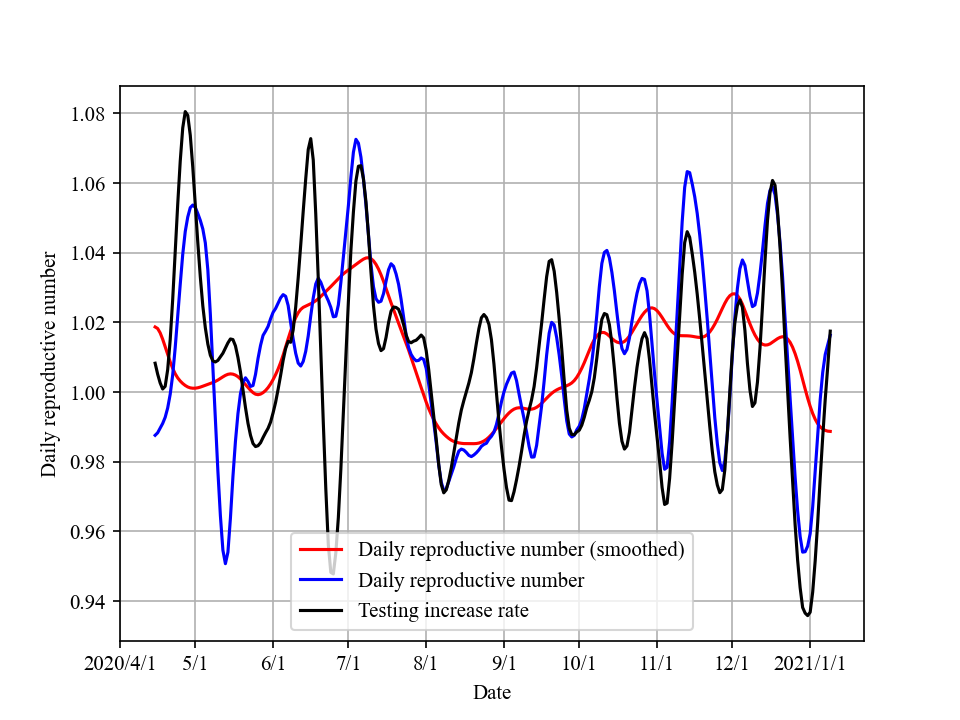 1.08
1.06
1.04
1.02
1.00
0.98
0.96
0.94
Daily reproductive number
Daily reproductive number (smoothed)
Daily reproductive number
Testing increase rate
2020/4/1 5/1 6/1 7/1 8/1 9/1 10/1 11/1 12/1 2021/1/1
Date